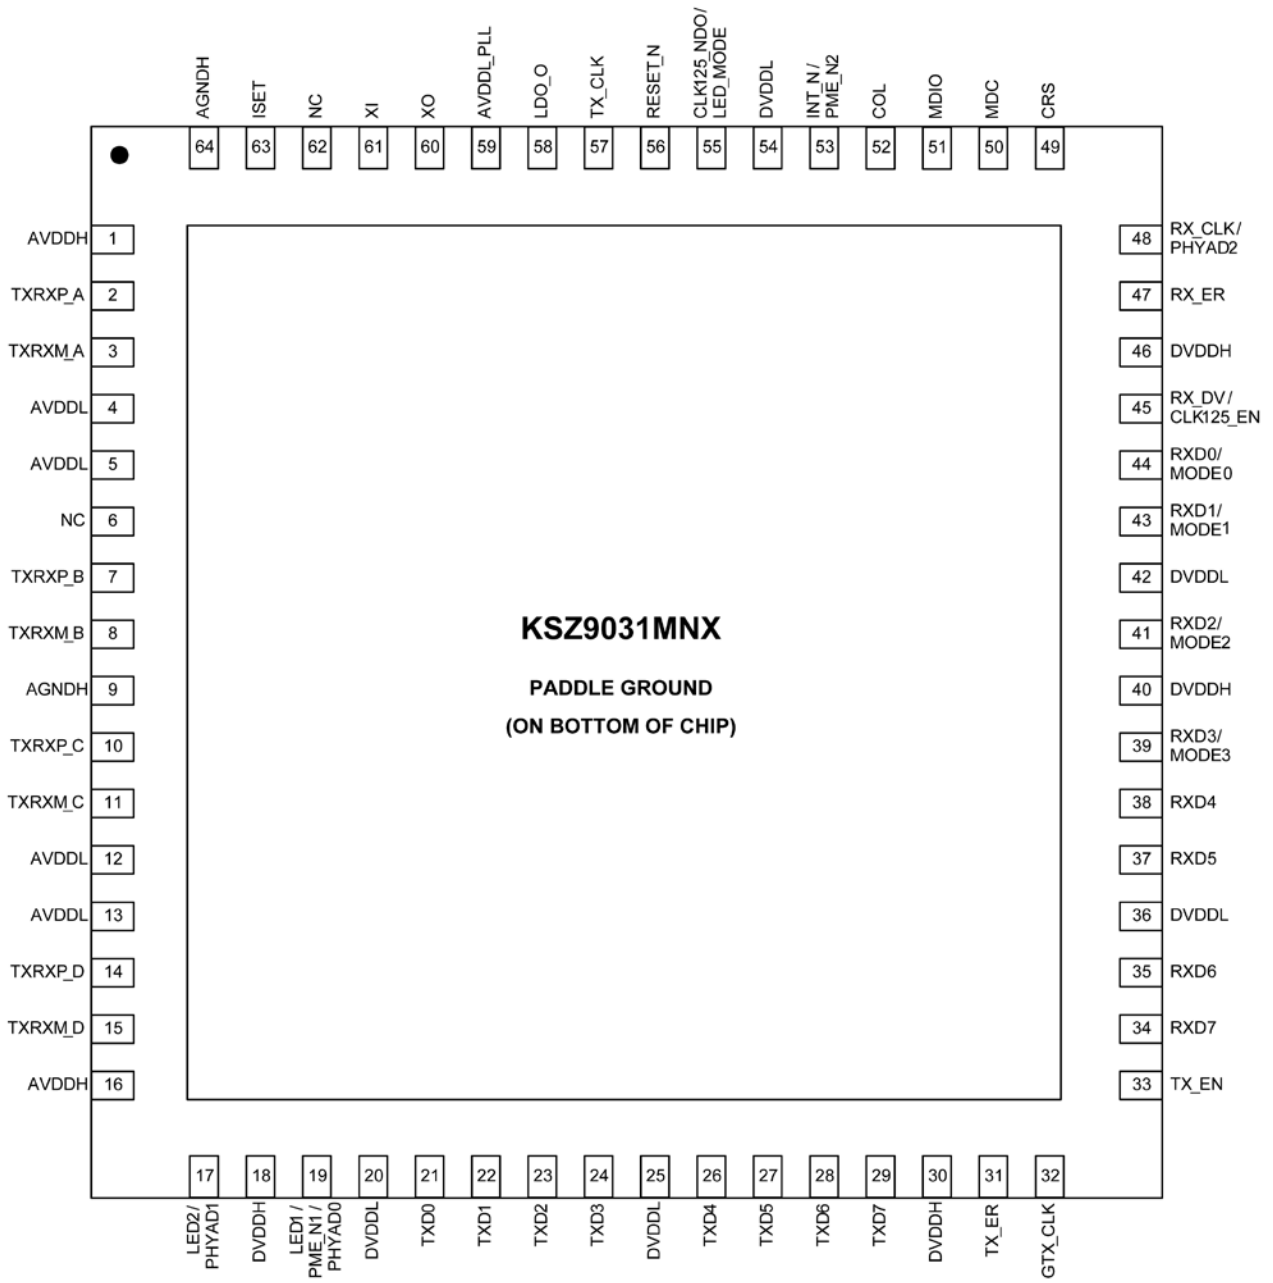 AGNDH
ISET
NC
XI
XO
AVDDL_PLL
LDO_O
TX_CLK
RESET_N
CLK125_NDO/
LED_MODE
DVDDL
INT_N/
PME_N2
COL
MDIO
MDC
CRS
64 63 62 61 60 59 58 57 56 55 54 53 52 51 50 49
AVDDH 1
TXRXP_A 2
TXRXM_A 3
AVDDL 4
AVDDL 5
NC 6
TXRXP_B 7
TXRXM_B 8
AGNDH 9
TXRXP_C 10
TXRXM_C 11
AVDDL 12
AVDDL 13
TXRXP_D 14
TXRXM_D 15
AVDDH 16
KSZ9031MNX
PADDLE GROUND
(ON BOTTOM OF CHIP)
48 RX_CLK/
PHYAD2
47 RX_ER
46 DVDDH
45 RX_DV/
CLK125_EN
44 RXD0/
MODE0
43 RXD1/
MODE1
42 DVDDL
41 RXD2/
MODE2
40 DVDDH
39 RXD3/
MODE3
38 RXD4
37 RXD5
36 DVDDL
35 RXD6
34 RXD7
33 TX_EN
17 18 19 20 21 22 23 24 25 26 27 28 29 30 31 32
LED2/
PHYAD1
DVDDH
LED1/
PME_N1/
PHYAD0
DVDDL
TXD0
TXD1
TXD2
TXD3
DVDDL
TXD4
TXD5
TXD6
TXD7
DVDDH
TX_ER
GTX_CLK